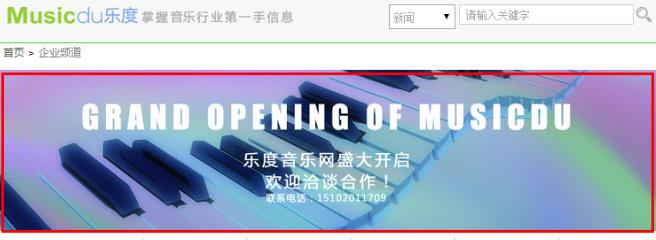 Musicdu乐度 掌握音乐行业第一手信息 新闻 ▼ 请输入关键字
首页 > 企业频道
GRAND OPENING OF MUSICDU
乐度音乐网盛大开启
欢迎洽谈合作！
联系电话：15102011709